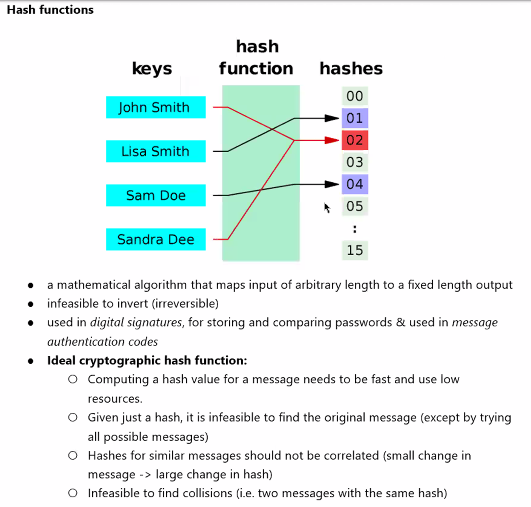 Hash functions
hash
keys function hashes
John Smith
Lisa Smith
Sam Doe
Sandra Dee
00
01
02
03
04
05
:
15
● a mathematical algorithm that maps input of arbitrary length to a fixed length output
● infeasible to invert (irreversible)
● used in digital signatures, for storing and comparing passwords & used in message
authentication codes
● Ideal cryptographic hash function:
○ Computing a hash value for a message needs to be fast and use low
resources.
○ Given just a hash, it is infeasible to find the original message (except by trying
all possible messages)
○ Hashes for similar messages should not be correlated (small change in
message -> large change in hash)
○ Infeasible to find collisions (i.e. two messages with the same hash)